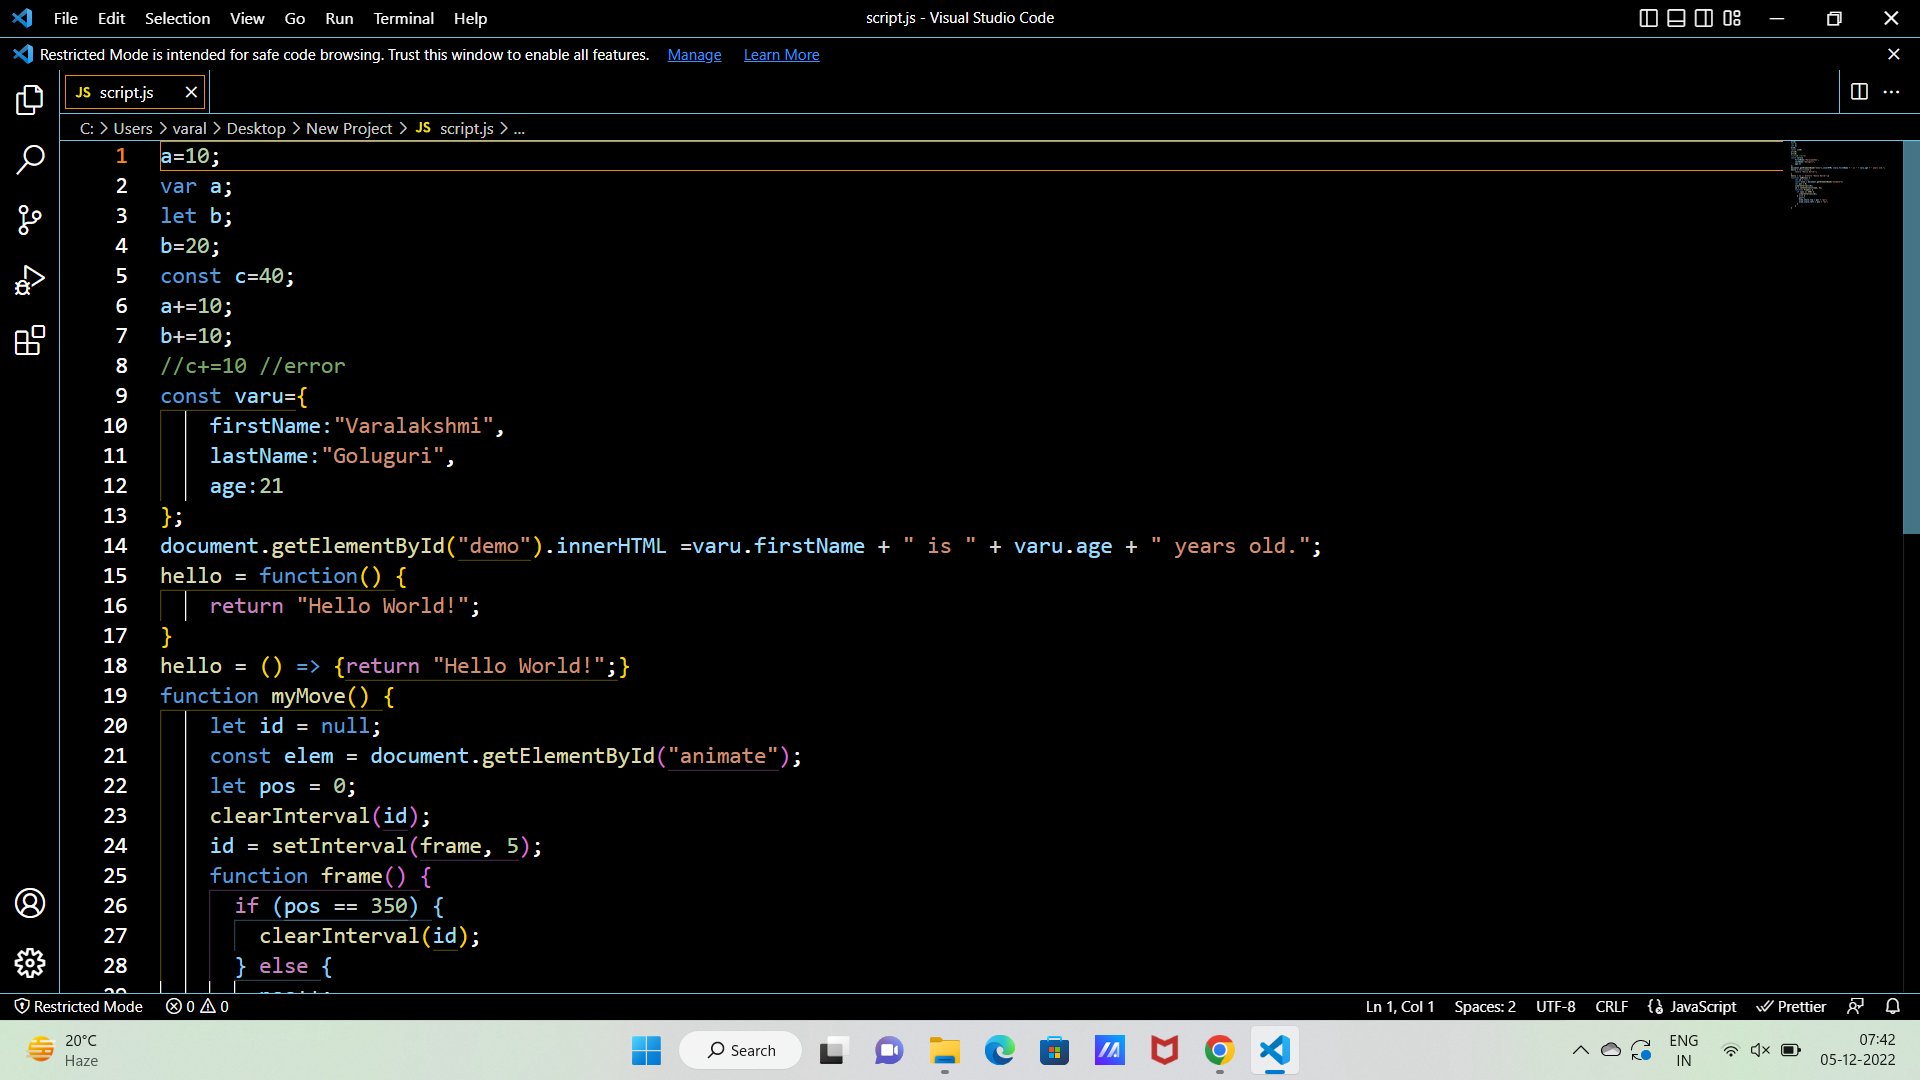 File Edit Selection View Go Run Terminal Help script.js - Visual Studio Code
Restricted Mode is intended for safe code browsing. Trust this window to enable all features. Manage Learn More
JS script.js
C: > Users > varal > Desktop > New Project > JS script.js > ...
1 a=10;
2 var a;
3 let b;
4 b=20;
5 const c=40;
6 a+=10;
7 b+=10;
8 //c+=10 //error
9 const varu={
10 firstName:"Varalakshmi",
11 lastName:"Goluguri",
12 age:21
13 };
14 document.getElementById("demo").innerHTML =varu.firstName + " is " + varu.age + " years old.";
15 hello = function() {
16 return "Hello World!";
17 }
18 hello = () => {return "Hello World!";}
19 function myMove() {
20 let id = null;
21 const elem = document.getElementById("animate");
22 let pos = 0;
23 clearInterval(id);
24 id = setInterval(frame, 5);
25 function frame() {
26 if (pos == 350) {
27 clearInterval(id);
28 } else {
Restricted Mode 0 0 Ln 1, Col 1 Spaces: 2 UTF-8 CRLF {} JavaScript Prettier
20°C
Haze
Search
ENG
IN
07:42
05-12-2022